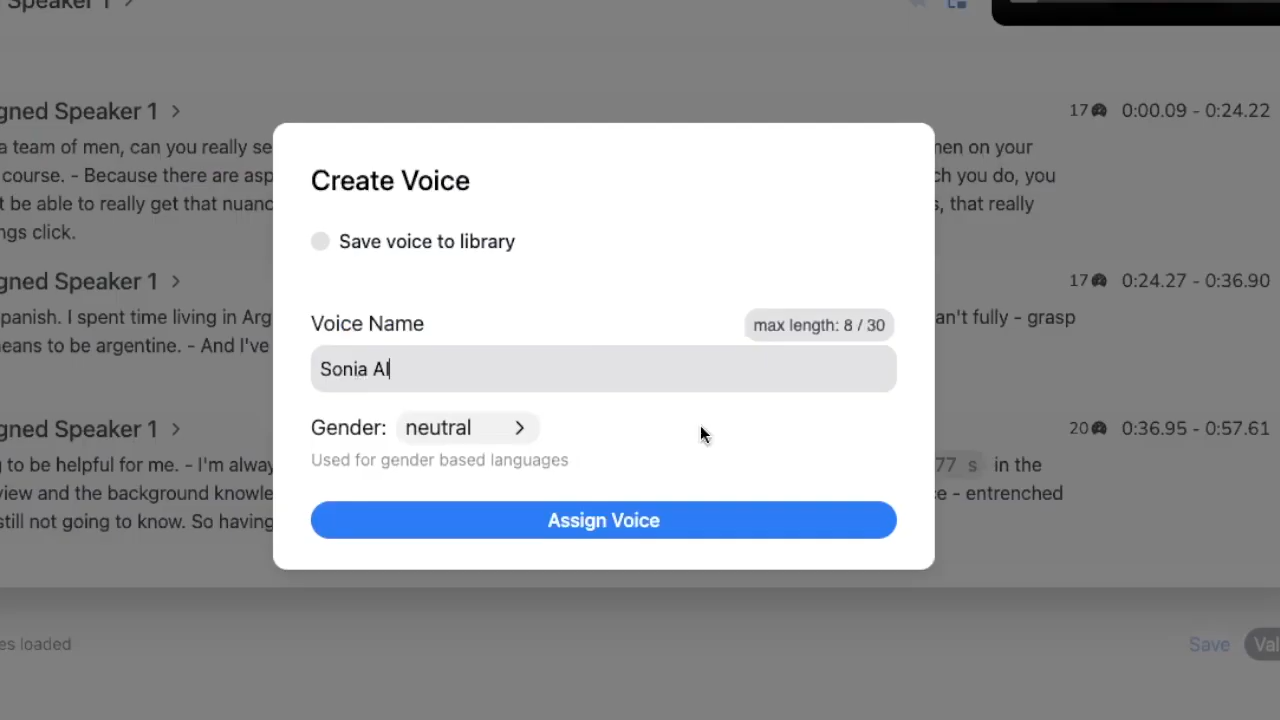 Speaker 1 >
gned Speaker 1 >
17 0:00.09 - 0:24.22
a team of men, can you really se
men on your
course. - Because there are asp
ch you do, you
t be able to really get that nuanc
s, that really
ngs click.
gned Speaker 1 >
17 0:24.27 - 0:36.90
panish. I spent time living in Arg
an't fully - grasp
eans to be argentine. - And I've
gned Speaker 1 >
20 0:36.95 - 0:57.61
g to be helpful for me. - I'm alway
77 s in the
view and the background knowle
ce - entrenched
still not going to know. So having
Create Voice
Save voice to library
Voice Name
max length: 8 / 30
Sonia AI
Gender: neutral >
Used for gender based languages
Assign Voice
es loaded
Save
Val